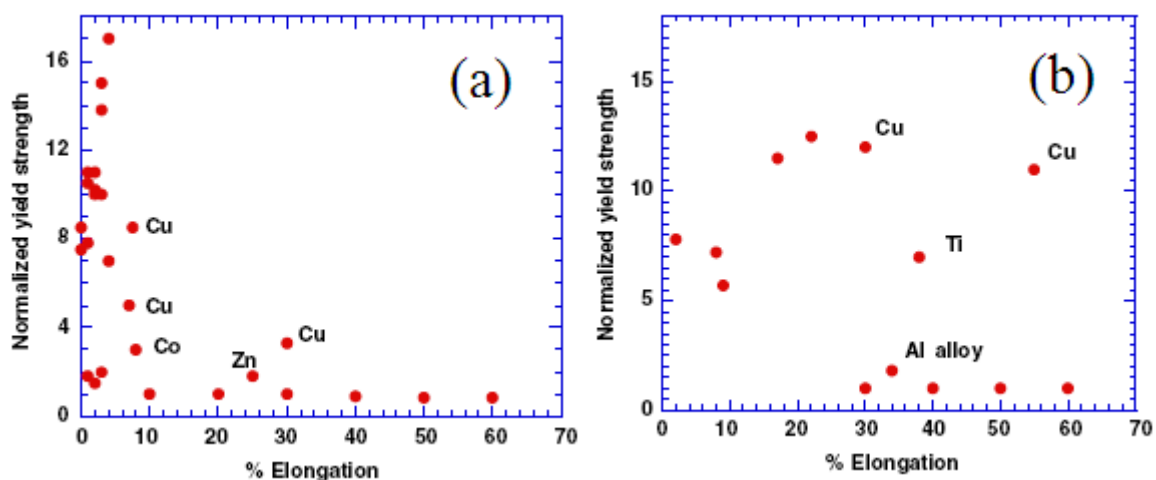 (a)
Normalized yield strength
16
12
8
4
0
Cu
Cu
Co
Zn
Cu
0 10 20 30 40 50 60 70
% Elongation
(b)
Normalized yield strength
15
10
5
0
Cu
Cu
Ti
Al alloy
0 10 20 30 40 50 60 70
% Elongation